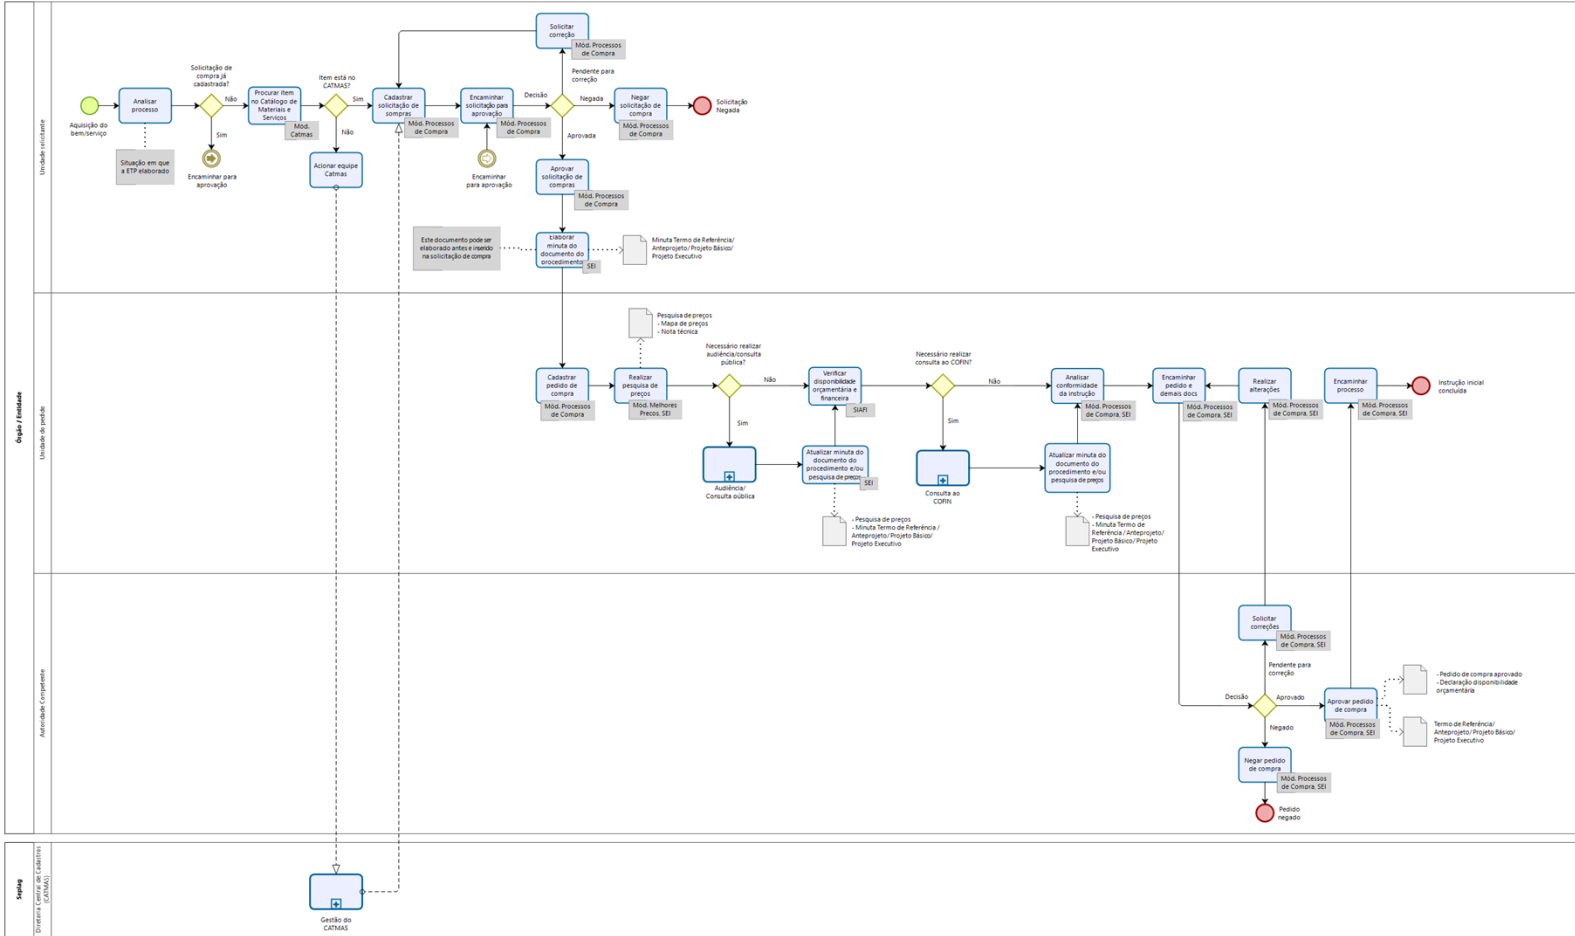 Órgão / Entidade
Unidade solicitante
Aquisição do
bem/serviço
Analisar
processo
Situação em que
a ETP elaborado
Solicitação de
compra já
cadastrada?
Não
Sim
Encaminhar para
aprovação
Procurar item
no Catálogo de
Materiais e
Serviços
Mód.
Catmas
Item está no
CATMAS?
Sim
Não
Acionar equipe
Catmas
Cadastrar
solicitação de
sompras
Mód. Processos
de Compra
Encaminhar
solicitação para
aprovação
Mód. Processos
de Compra
Encaminhar
para aprovação
Decisão
Solicitar
correção
Mód. Processos
de Compra
Pendente para
correção
Negada
Aprovada
Negar
solicitação de
compra
Mód. Processos
de Compra
Solicitação
Negada
Aprovar
solicitação de
compras
Mód. Processos
de Compra
Este documento pode ser
elaborado antes e inserido
na solicitação de compra
Elaborar
minuta do
documento do
procedimento
SEI
Minuta Termo de Referência/
Anteprojeto/ Projeto Básico/
Projeto Executivo
Unidade de pedido
Cadastrar
pedido de
compra
Mód. Processos
de Compra
Pesquisa de preços
- Mapa de preços
- Nota técnica
Realizar
pesquisa de
preços
Mód. Melhores
Preços, SEI
Necessário realizar
audiência/consulta
pública?
Não
Sim
Audiência/
Consulta pública
Verificar
disponibilidade
orçamentária e
financeira
SIAFI
Atualizar minuta do
documento do
procedimento e/ou
pesquisa de preços
SEI
- Pesquisa de preços
- Minuta Termo de Referência /
Anteprojeto/ Projeto Básico/
Projeto Executivo
Necessário realizar
consulta ao COFIN?
Não
Sim
Consulta ao
COFIN
Analisar
conformidade
da instrução
Mód. Processos
de Compra, SEI
Atualizar minuta do
documento do
procedimento e/ou
pesquisa de preços
- Pesquisa de preços
- Minuta Termo de
Referência / Anteprojeto/
Projeto Básico/ Projeto
Executivo
Encaminar
pedido e
demais docs
Mód. Processos
de Compra, SEI
Realizar
alterações
Mód. Processos
de Compra, SEI
Encaminhar
processo
Mód. Processos
de Compra, SEI
Instrução inicial
concluída
Autoridade Competente
Solicitar
correções
Mód. Processos
de Compra, SEI
Pendente para
correção
Decisão
Aprovado
Negado
Aprovar pedido
de compra
Mód. Processos
de Compra, SEI
- Pedido de compra aprovado
- Declaração disponibilidade
orçamentária
Termo de Referência/
Anteprojeto/ Projeto Básico/
Projeto Executivo
Negar pedido
de compra
Mód. Processos
de Compra, SEI
Pedido
negado
Seplag
Diretoria Central de Cadastros
(CATMAS)
Gestão do
CATMAS